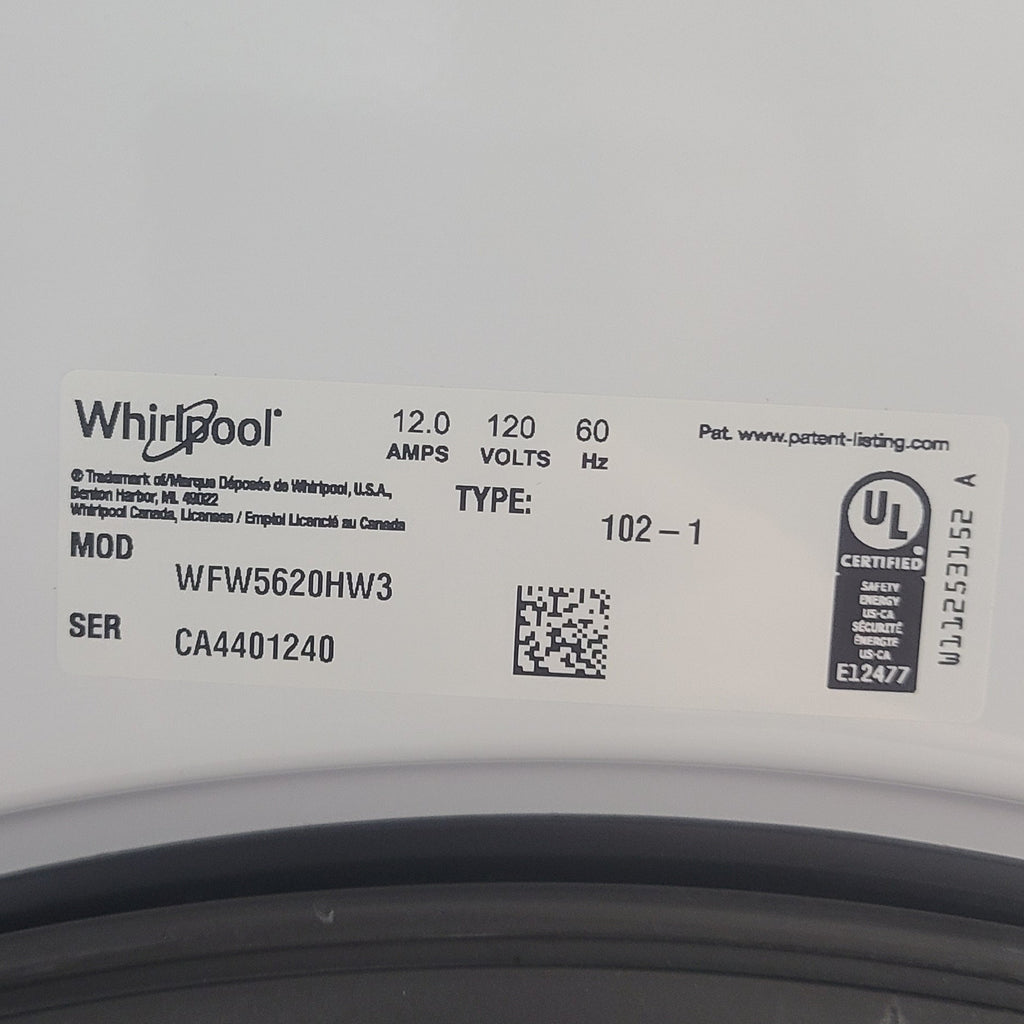 Whirlpool®
12.0 120 60
AMPS VOLTS Hz
Pat. www.patent-listing.com
® Trademark of/Marque Déposée de Whirlpool, U.S.A.,
Benton Harbor, MI. 49022
Whirlpool Canada, Licensee / Emploi Licencié au Canada
TYPE:
102-1
MOD
WFW5620HW3
SER
CA4401240
UL
CERTIFIED
SAFETY
ENERGY
US-CA
SÉCURITÉ
ÉNERGIE
US-CA
E12477
W11253152 A